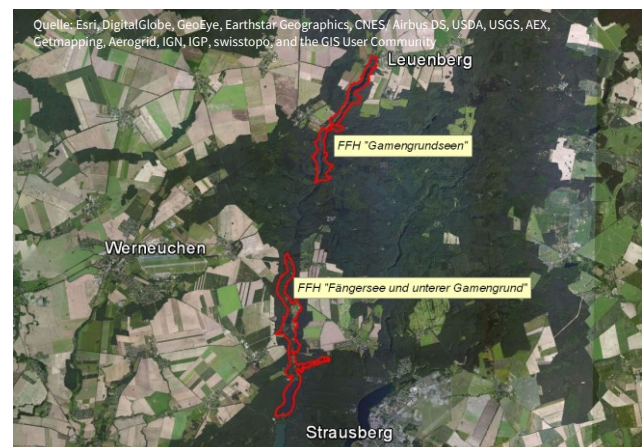 Quelle: Esri, DigitalGlobe, GeoEye, Earthstar Geographics, CNES/ Airbus DS, USDA, USGS, AEX,
Getmapping, Aerogrid, IGN, IGP, swisstopo, and the GIS User Community
Leuenberg
FFH "Gamengrundseen"
Werneuchen
FFH "Fängersee und unterer Gamengrund"
Strausberg